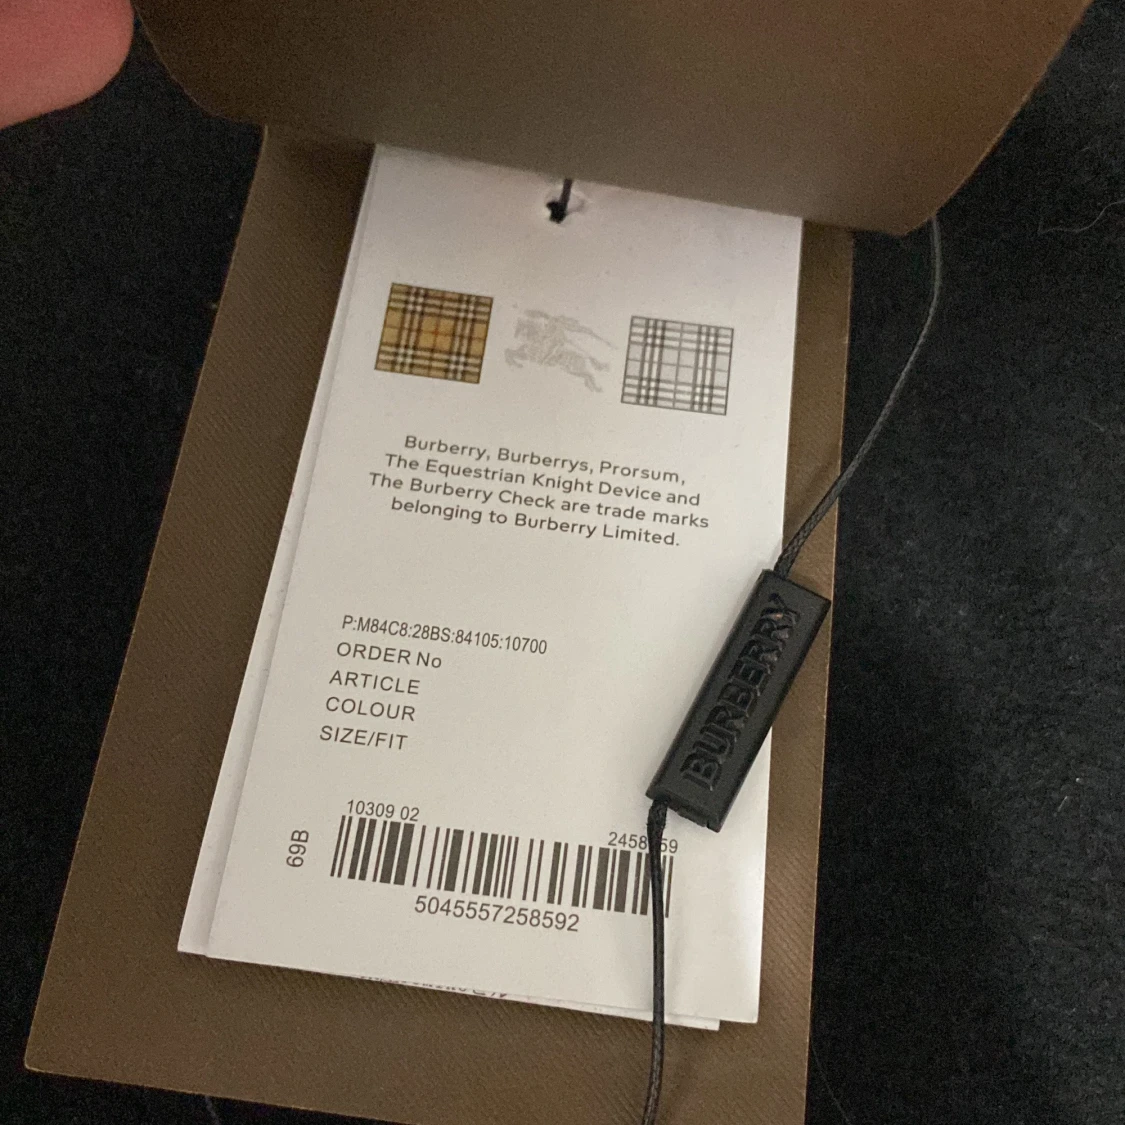 Burberry, Burberrys, Prorsum,
The Equestrian Knight Device and
The Burberry Check are trade marks
belonging to Burberry Limited.
P:M84C8:28BS:84105:10700
ORDER No
ARTICLE
COLOUR
SIZE/FIT
10309 02
69B
5045557258592
BURBERRY